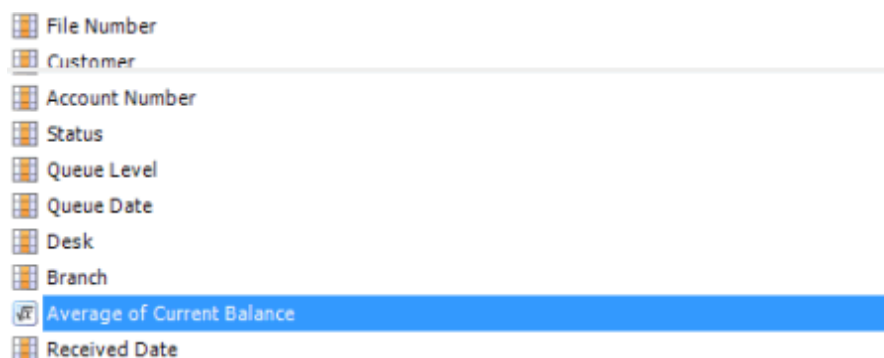 File Number
Customer
Account Number
Status
Queue Level
Queue Date
Desk
Branch
Average of Current Balance
Received Date